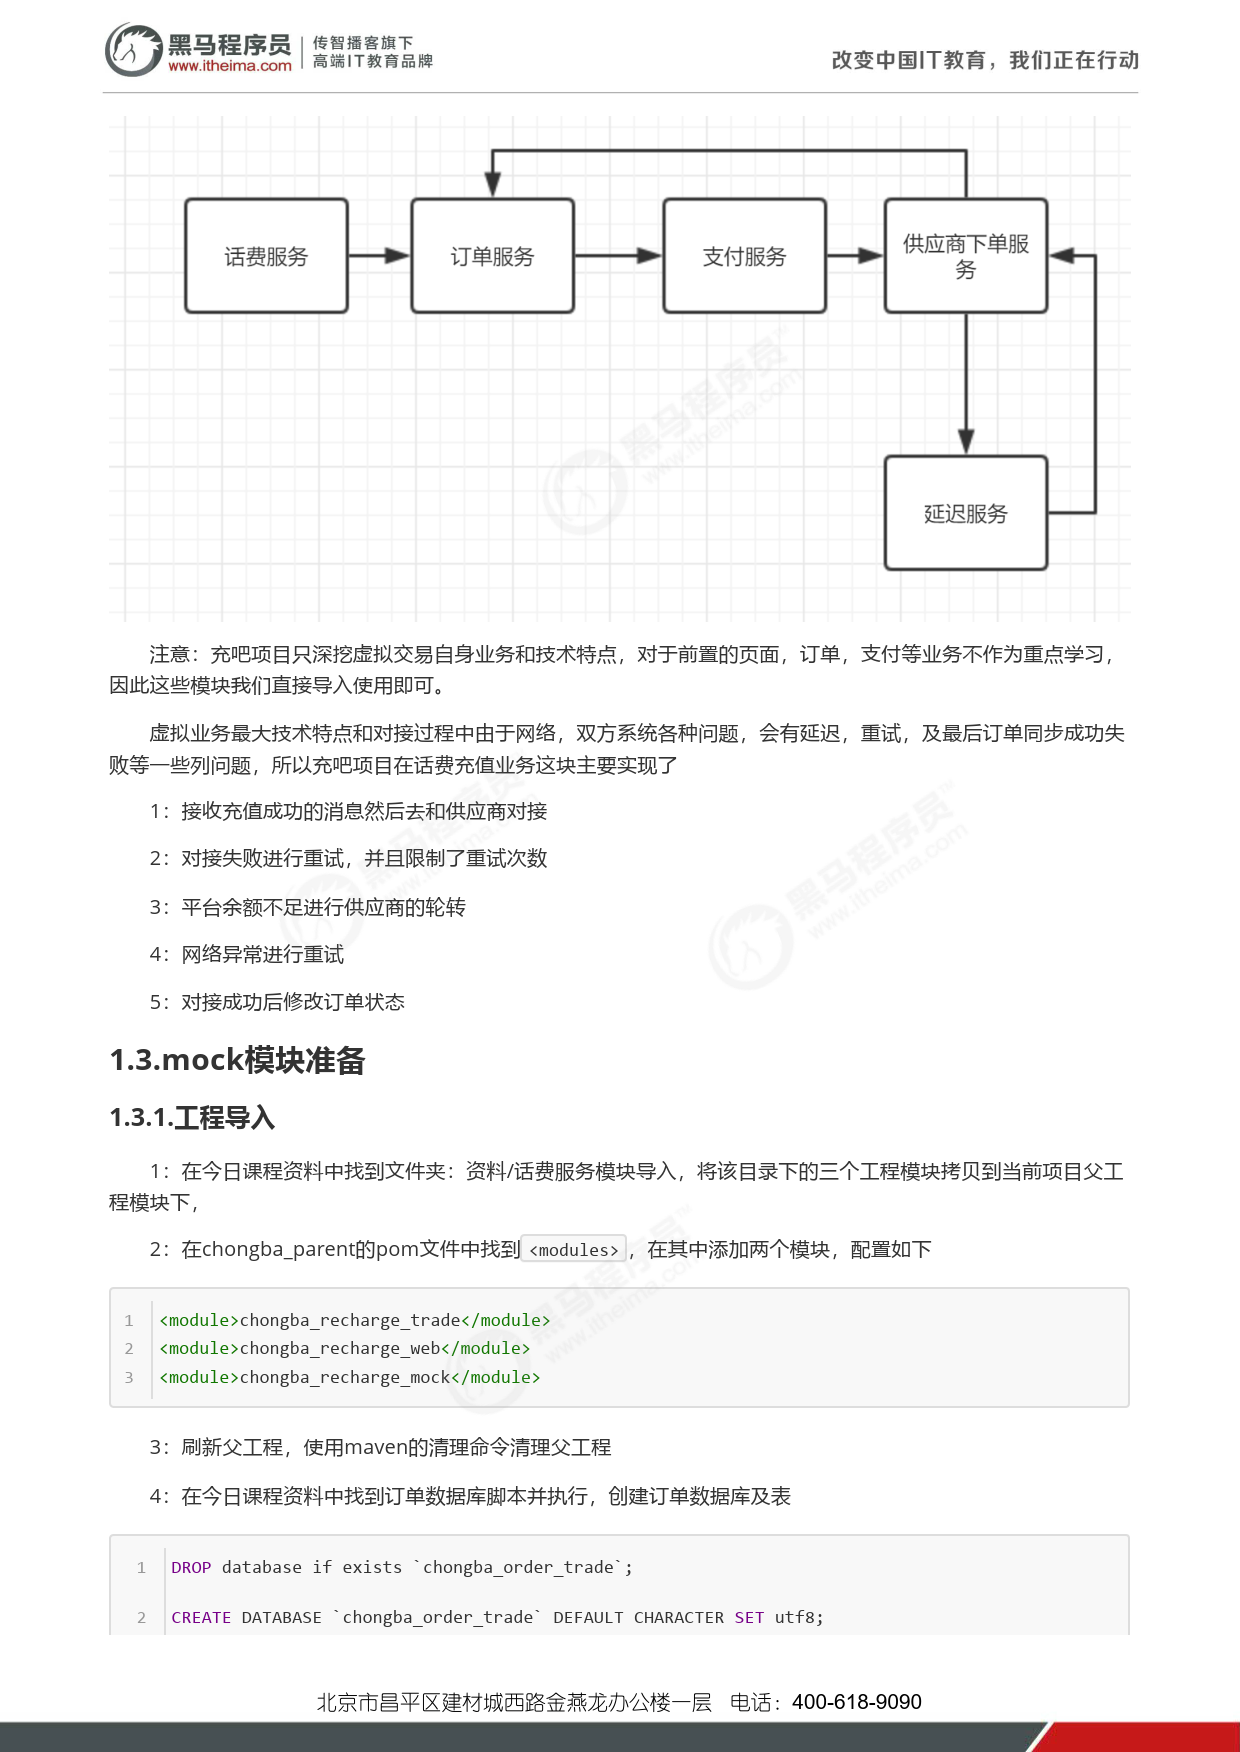 黑马程序员
www.itheima.com
传智播客旗下
高端IT教育品牌
改变中国IT教育，我们正在行动
话费服务
订单服务
支付服务
供应商下单服
务
延迟服务
注意：充吧项目只深挖虚拟交易自身业务和技术特点，对于前置的页面，订单，支付等业务不作为重点学习，
因此这些模块我们直接导入使用即可。
虚拟业务最大技术特点和对接过程中由于网络，双方系统各种问题，会有延迟，重试，及最后订单同步成功失
败等一些列问题，所以充吧项目在话费充值业务这块主要实现了
1：接收充值成功的消息然后去和供应商对接
2：对接失败进行重试，并且限制了重试次数
3：平台余额不足进行供应商的轮转
4：网络异常进行重试
5：对接成功后修改订单状态
1.3.mock模块准备
1.3.1.工程导入
1：在今日课程资料中找到文件夹：资料/话费服务模块导入，将该目录下的三个工程模块拷贝到当前项目父工
程模块下，
2：在chongba_parent的pom文件中找到 <modules> ，在其中添加两个模块，配置如下
1 <module>chongba_recharge_trade</module>
2 <module>chongba_recharge_web</module>
3 <module>chongba_recharge_mock</module>
3：刷新父工程，使用maven的清理命令清理父工程
4：在今日课程资料中找到订单数据库脚本并执行，创建订单数据库及表
1 DROP database if exists `chongba_order_trade`;
2 CREATE DATABASE `chongba_order_trade` DEFAULT CHARACTER SET utf8;
北京市昌平区建材城西路金燕龙办公楼一层 电话：400-618-9090